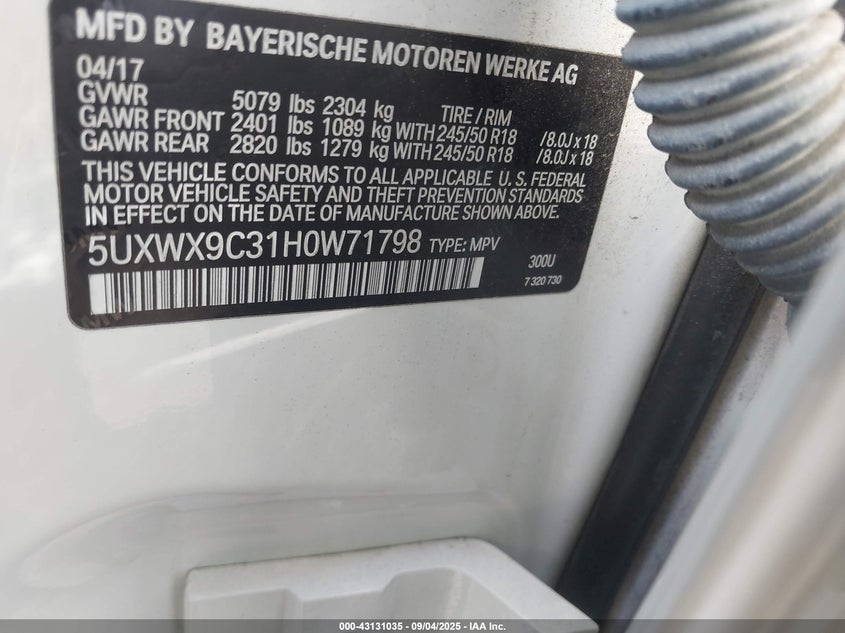 MFD BY BAYERISCHE MOTOREN WERKE AG
04/17
GVWR 5079 lbs 2304 kg TIRE / RIM
GAWR FRONT 2401 lbs 1089 kg WITH 245/50 R18 /8.0J x 18
GAWR REAR 2820 lbs 1279 kg WITH 245/50 R18 /8.0J x 18
THIS VEHICLE CONFORMS TO ALL APPLICABLE U.S. FEDERAL
MOTOR VEHICLE SAFETY AND THEFT PREVENTION STANDARDS
IN EFFECT ON THE DATE OF MANUFACTURE SHOWN ABOVE.
5UXWX9C31H0W71798 TYPE: MPV
300U
7 320 730
000-43131035 - 09/04/2025 - IAA Inc.